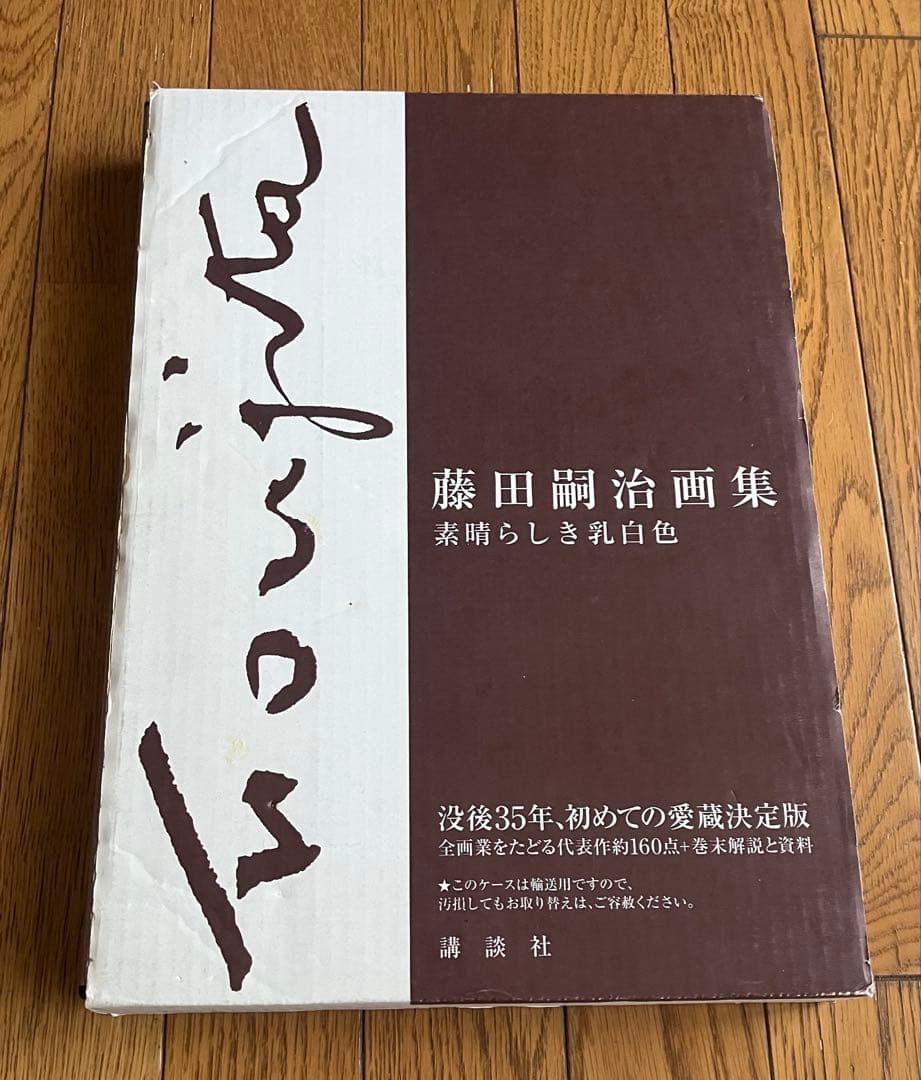 藤田嗣治画集
素晴らしき乳白色
没後35年、初めての愛蔵決定版
全画業をたどる代表作約160点+巻末解説と資料
★このケースは輸送用ですので、
汚損してもお取り替えは、ご容赦ください。
講談社